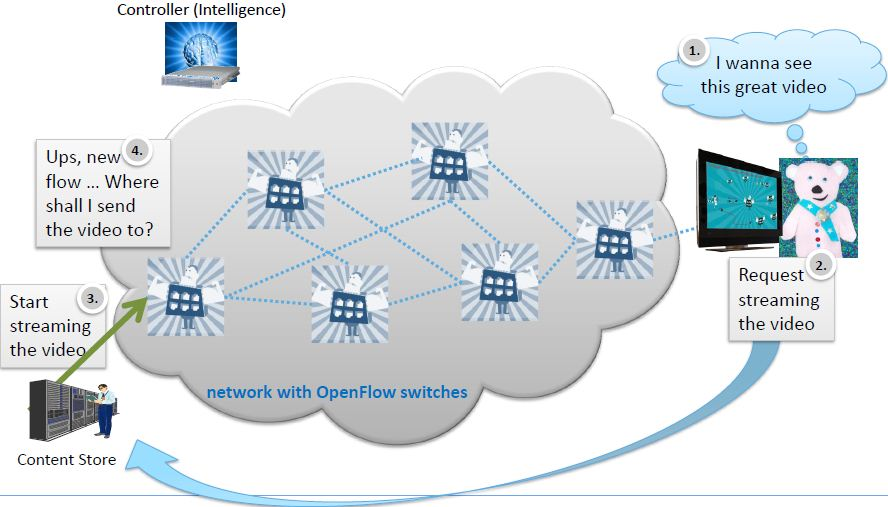 Controller (Intelligence)
1.
I wanna see
this great video
4.
Ups, new
flow ... Where
shall I send
the video to?
2.
Request
streaming
the video
3.
Start
streaming
the video
network with OpenFlow switches
Content Store